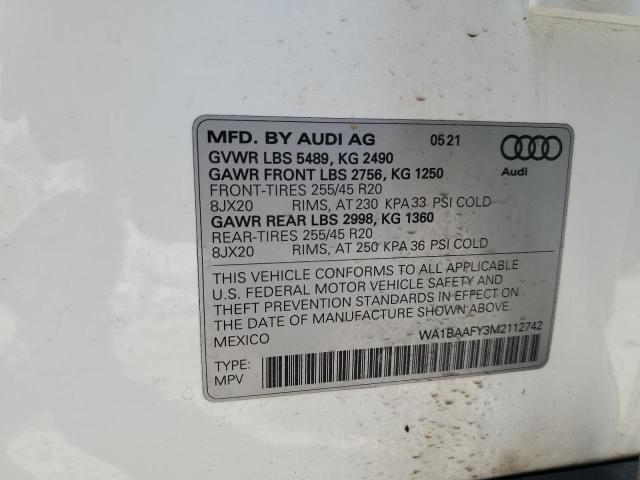 MFD. BY AUDI AG 0521
GVWR LBS 5489, KG 2490
GAWR FRONT LBS 2756, KG 1250
FRONT-TIRES 255/45 R20
8JX20 RIMS, AT 230 KPA 33 PSI COLD
GAWR REAR LBS 2998, KG 1360
REAR-TIRES 255/45 R20
8JX20 RIMS, AT 250 KPA 36 PSI COLD
Audi
THIS VEHICLE CONFORMS TO ALL APPLICABLE
U.S. FEDERAL MOTOR VEHICLE SAFETY AND
THEFT PREVENTION STANDARDS IN EFFECT ON
THE DATE OF MANUFACTURE SHOWN ABOVE.
MEXICO WA1BAAFY3M2112742
TYPE:
MPV